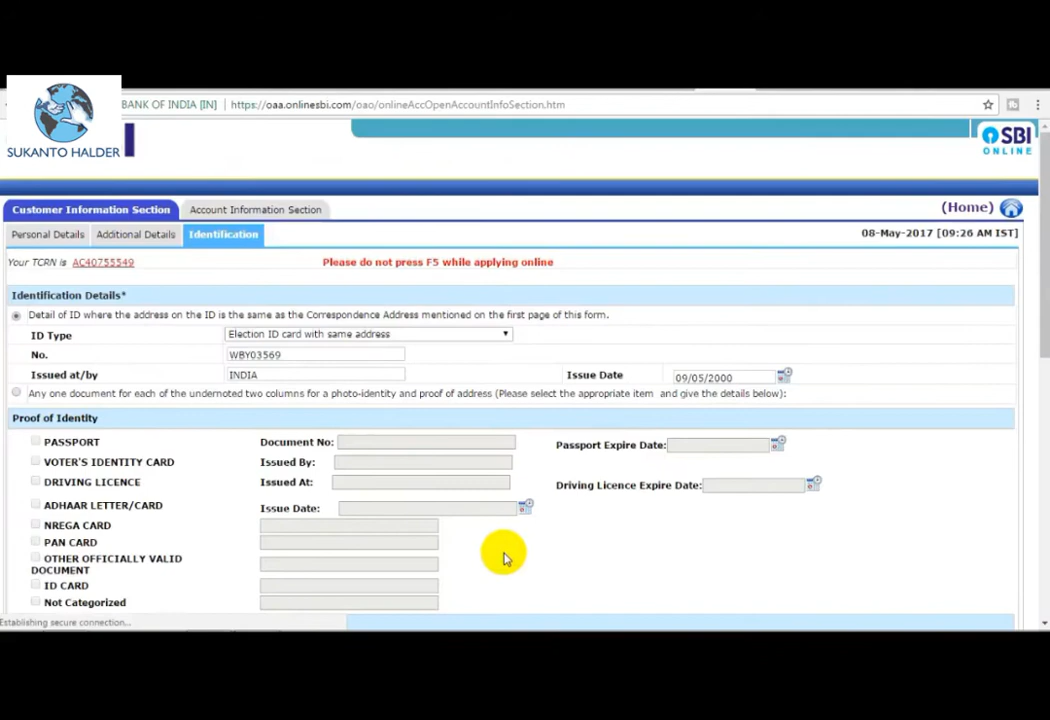 SUKANTO HALDER
BANK OF INDIA [IN] https://oaa.onlinesbi.com/oao/onlineAccOpenAccountInfoSection.htm
SBI
ONLINE
Customer Information Section Account Information Section (Home)
Personal Details Additional Details Identification 08-May-2017 [09:26 AM IST]
Your TCRN is AC40755549 Please do not press F5 while applying online
Identification Details*
Detail of ID where the address on the ID is the same as the Correspondence Address mentioned on the first page of this form.
ID Type Election ID card with same address
No. WBY03569
Issued at/by INDIA Issue Date 09/05/2000
Any one document for each of the undernoted two columns for a photo-identity and proof of address (Please select the appropriate item and give the details below):
Proof of Identity
PASSPORT Document No: Passport Expire Date:
VOTER'S IDENTITY CARD Issued By:
DRIVING LICENCE Issued At: Driving Licence Expire Date:
ADHAAR LETTER/CARD Issue Date:
NREGA CARD
PAN CARD
OTHER OFFICIALLY VALID
DOCUMENT
ID CARD
Not Categorized
Establishing secure connection...